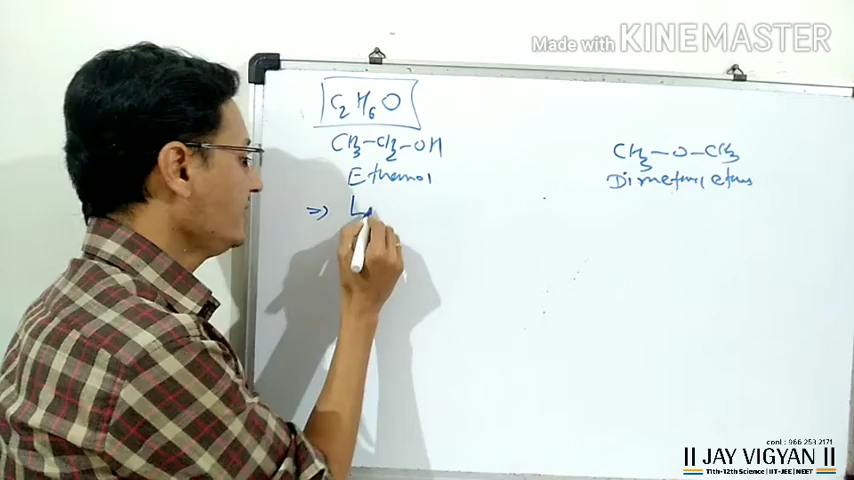 Made with KINEMASTER
C2H6O
CH3-CH2-OH
Ethanol
CH3-O-CH3
Dimethyl ether
⇒ L
conl : 966 253 2171
II JAY VIGYAN II
11th-12th Science | IIT-JEE | NEET